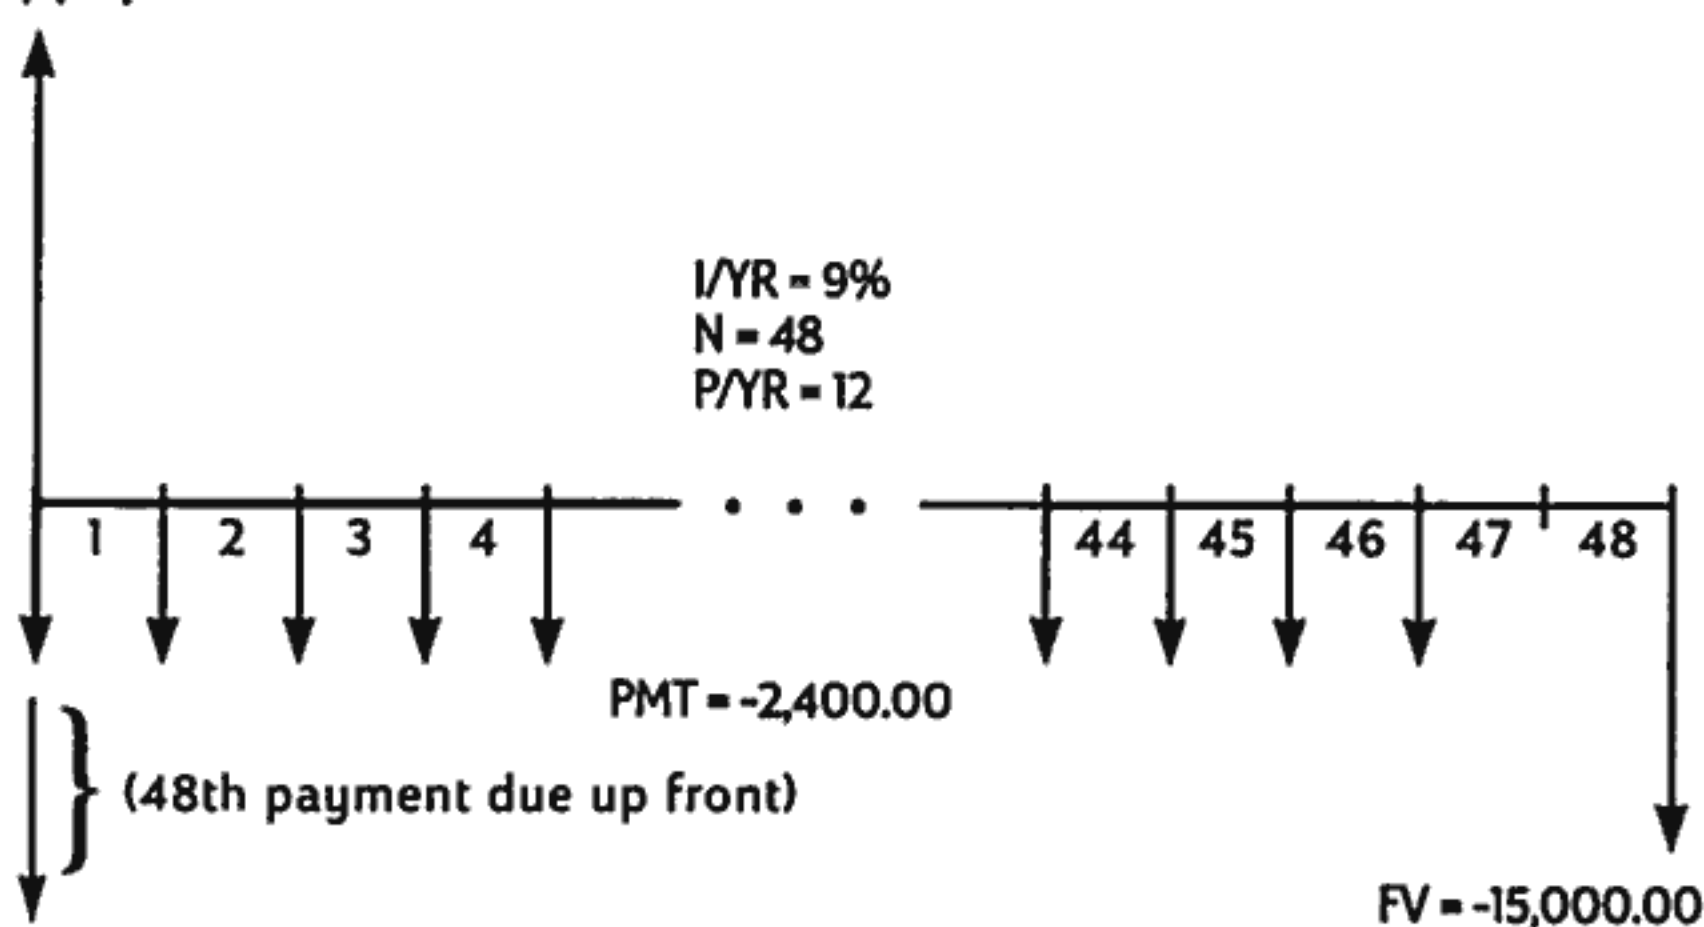 I/YR = 9%
N = 48
P/YR = 12
1 2 3 4 44 45 46 47 48
PMT = -2,400.00
(48th payment due up front)
FV = -15,000.00